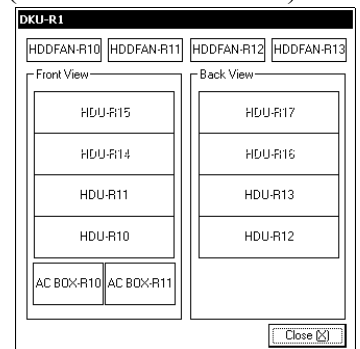 DKU-R1
HDDFAN-R10 HDDFAN-R11 HDDFAN-R12 HDDFAN-R13
Front View Back View
HDU-R15 HDU-R17
HDU-R14 HDU-R16
HDU-R11 HDU-R13
HDU-R10 HDU-R12
AC BOX-R10 AC BOX-R11
Close